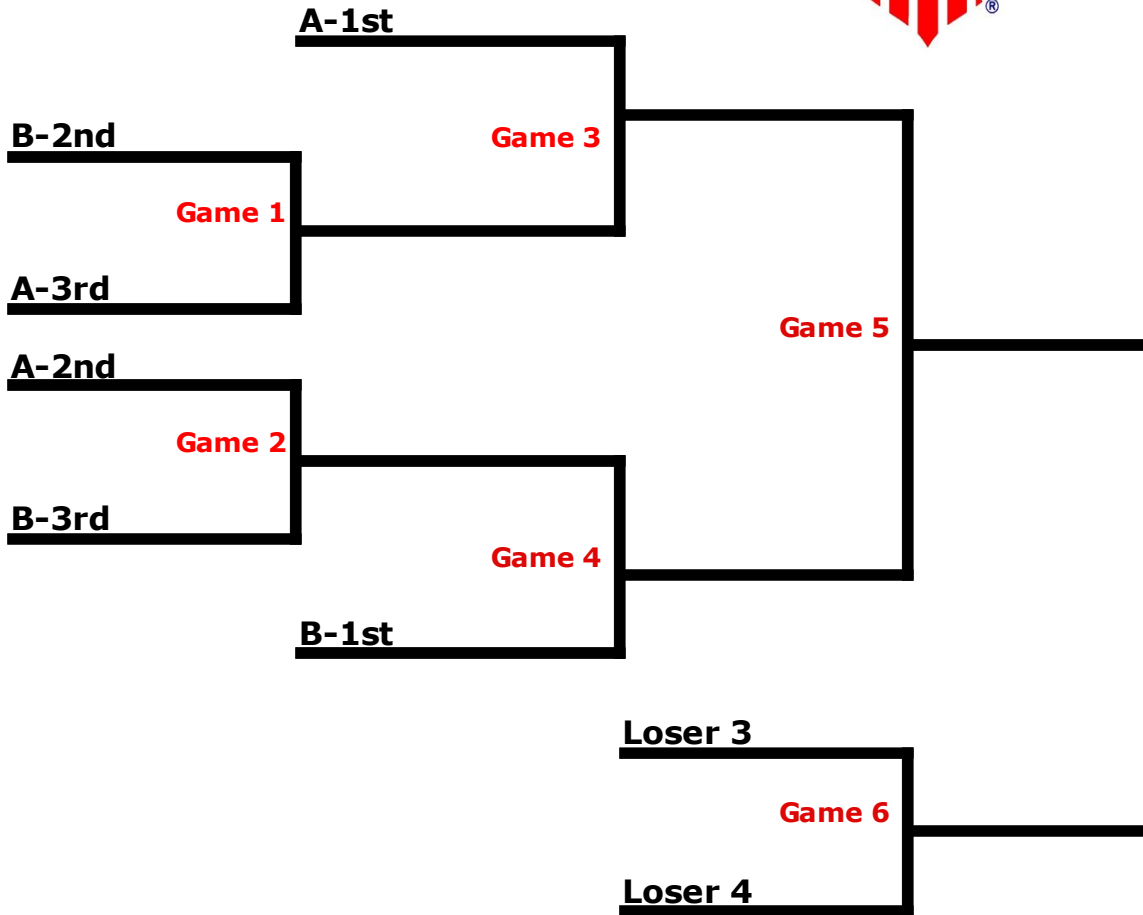 A-1st
B-2nd
Game 3
Game 1
A-3rd
Game 5
A-2nd
Game 2
B-3rd
Game 4
B-1st
Loser 3
Game 6
Loser 4
®